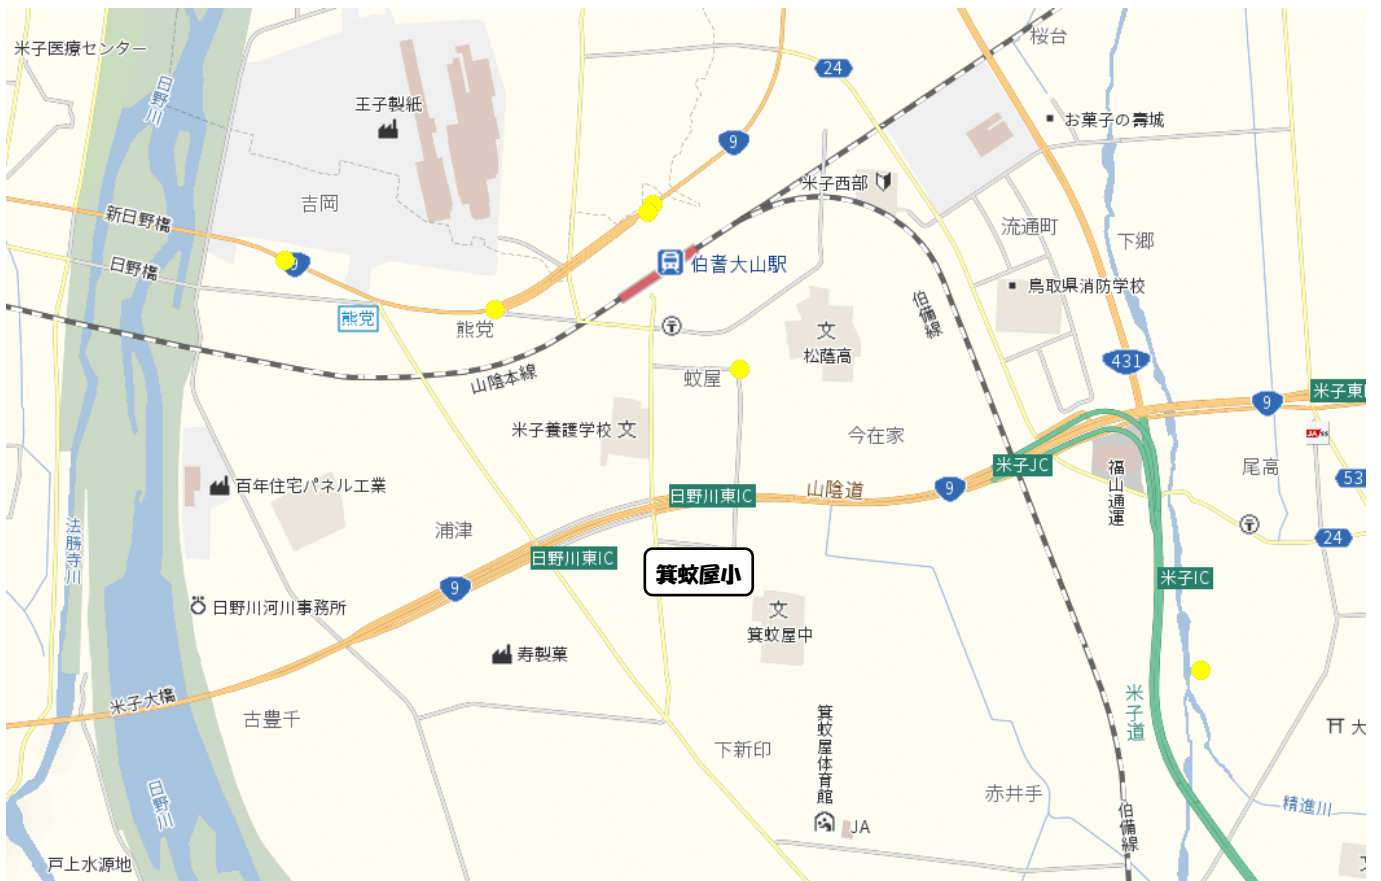 桜台
米子医療センター
24
日野川
王子製紙
お菓子の壽城
9
米子西部
吉岡
新日野橋
流通町
下郷
日野橋
9
伯耆大山駅
鳥取県消防学校
熊党
熊党
伯備線
松蔭高
文
431
山陰本線
蚊屋
米子東I
9
米子養護学校
文
今在家
JA
米子JC
尾高
福山通運
53
百年住宅パネル工業
9
山陰道
日野川東IC
法勝寺川
浦津
24
日野川東IC
箕蚊屋小
米子IC
9
日野川河川事務所
文
箕蚊屋中
寿製菓
米子大橋
米子道
古豊千
箕蚊屋体育館
大
下新印
赤井手
日野川
精進川
JA
伯備線
戸上水源地